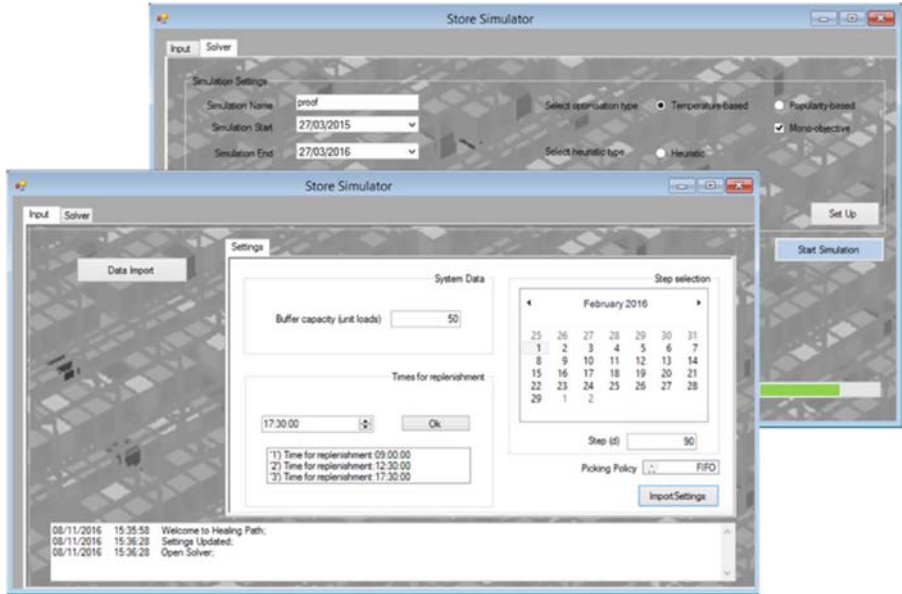 Store Simulator
Input Solver
Simulation Settings
Simulation Name proof
Simulation Start 27/03/2015
Simulation End 27/03/2016
Select optimisation type Temperature-based Popularity-based
Mono-objective
Select heuristic type Heuristic
Set Up
Start Simulation
Store Simulator
Input Solver
Data Import
Settings
System Data
Buffer capacity (unit loads) 50
Times for replenishment
17:30:00 Ok
'1') Time for replenishment: 09:00:00
'2') Time for replenishment: 12:30:00
'3') Time for replenishment: 17:30:00
Step selection
February 2016
25 26 27 28 29 30 31
1 2 3 4 5 6 7
8 9 10 11 12 13 14
15 16 17 18 19 20 21
22 23 24 25 26 27 28
29 1 2
Step (d) 90
Picking Policy FIFO
ImportSettings
08/11/2016 15:35:58 Welcome to Healing Path;
08/11/2016 15:36:28 Settings Updated;
08/11/2016 15:36:28 Open Solver;